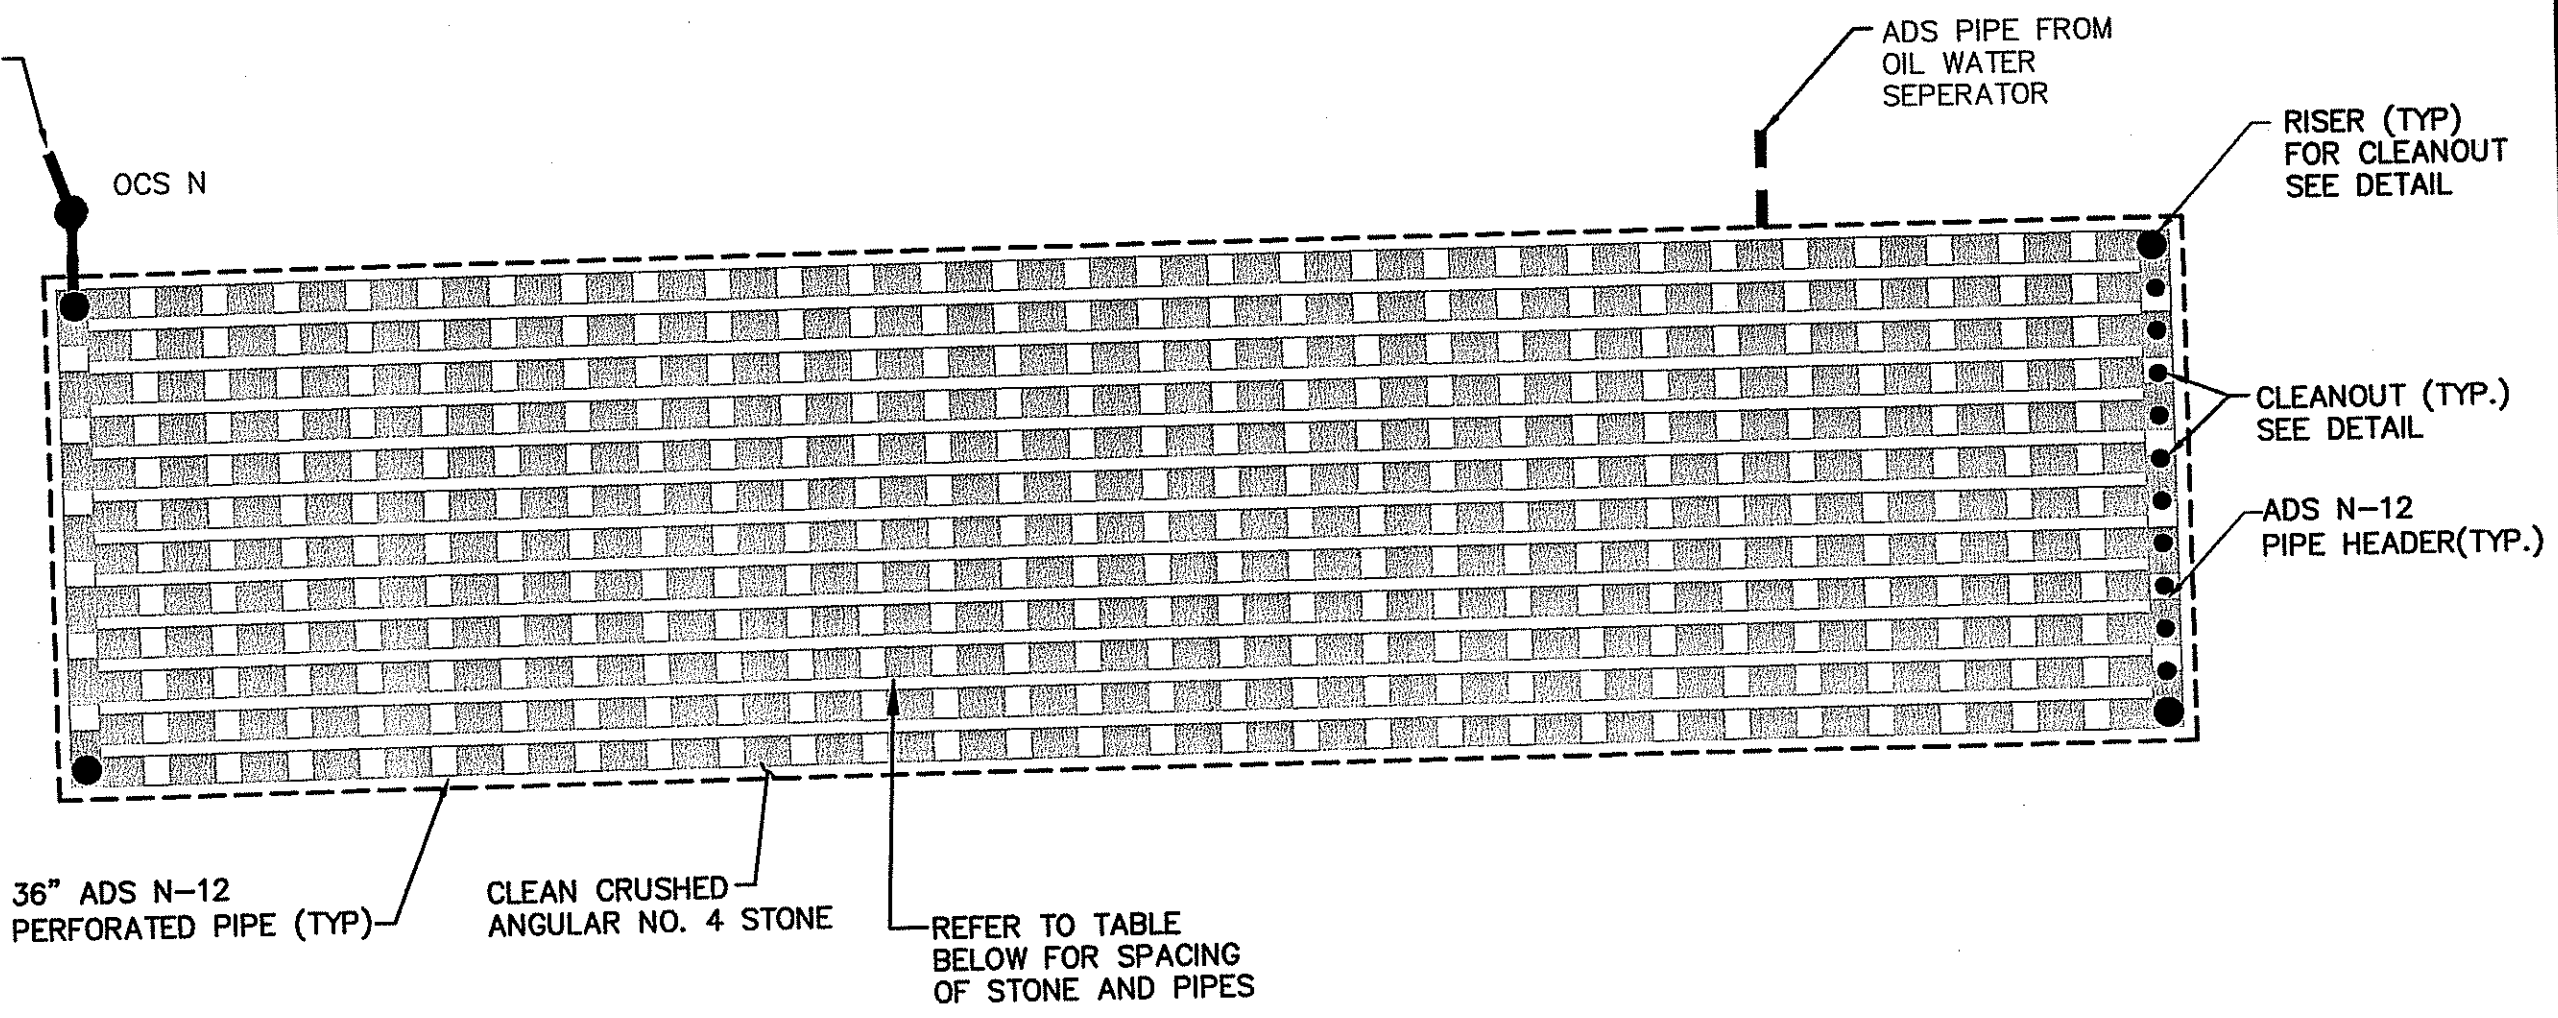 ADS PIPE FROM
OIL WATER
SEPERATOR
RISER (TYP)
FOR CLEANOUT
SEE DETAIL
OCS N
CLEANOUT (TYP.)
SEE DETAIL
ADS N-12
PIPE HEADER(TYP.)
36" ADS N-12
PERFORATED PIPE (TYP)
CLEAN CRUSHED
ANGULAR NO. 4 STONE
REFER TO TABLE
BELOW FOR SPACING
OF STONE AND PIPES